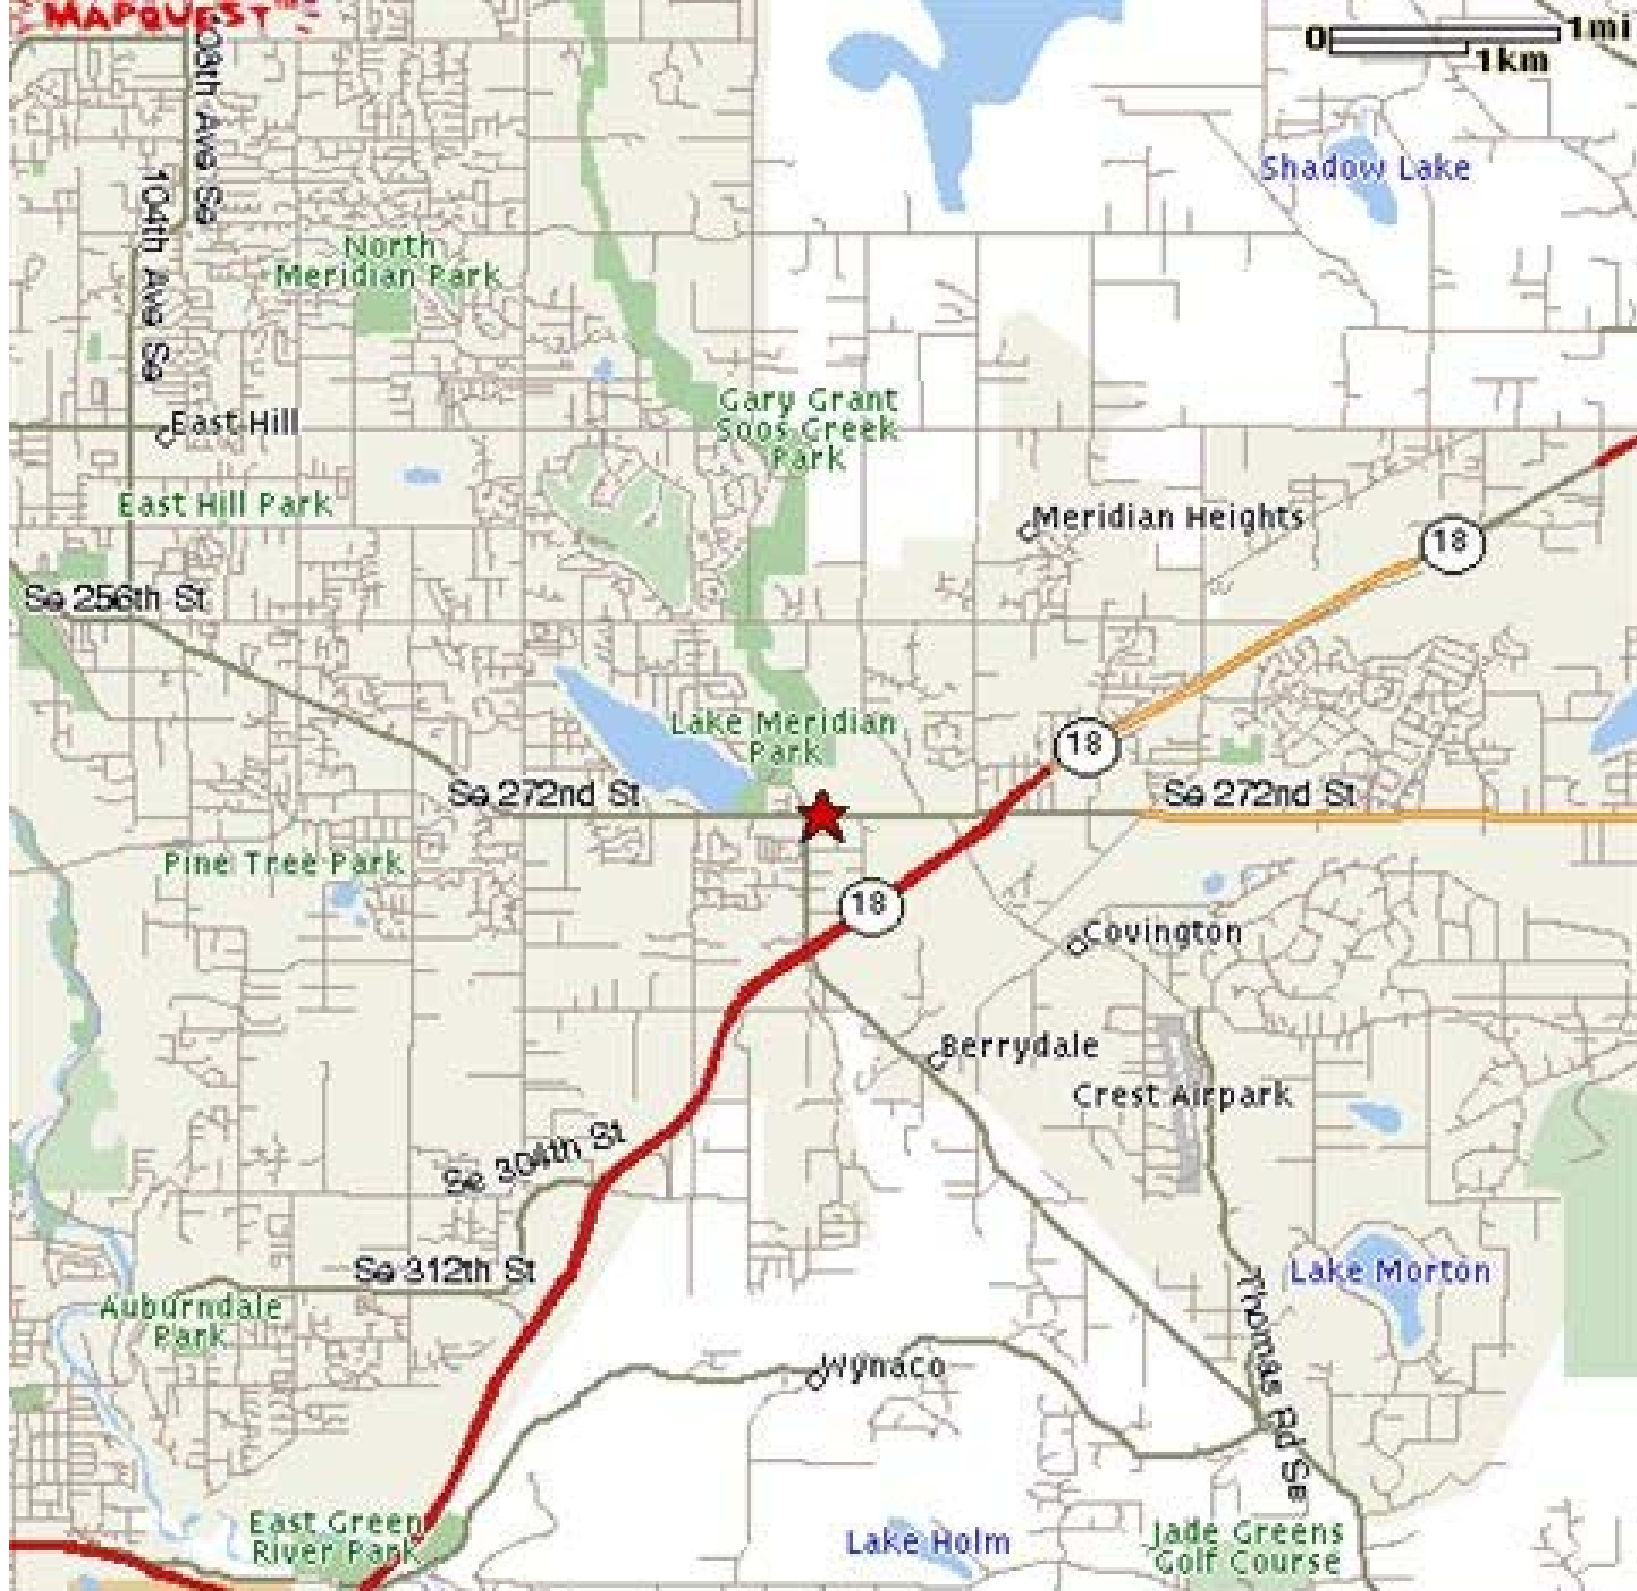 MAPQUEST
0
1mi
1km
108th Ave Se
Shadow Lake
104th Ave Se
North
Meridian Park
Gary Grant
Soos Creek
Park
East Hill
East Hill Park
Meridian Heights
18
Se 256th St
Lake Meridian
Park
18
Se 272nd St
Se 272nd St
Pine Tree Park
18
Covington
Berrydale
Crest Airpark
Se 304th St
Se 312th St
Lake Morton
Auburndale
Park
Wynaco
Thomas Rd Se
East Green
River Park
Lake Holm
Jade Greens
Golf Course